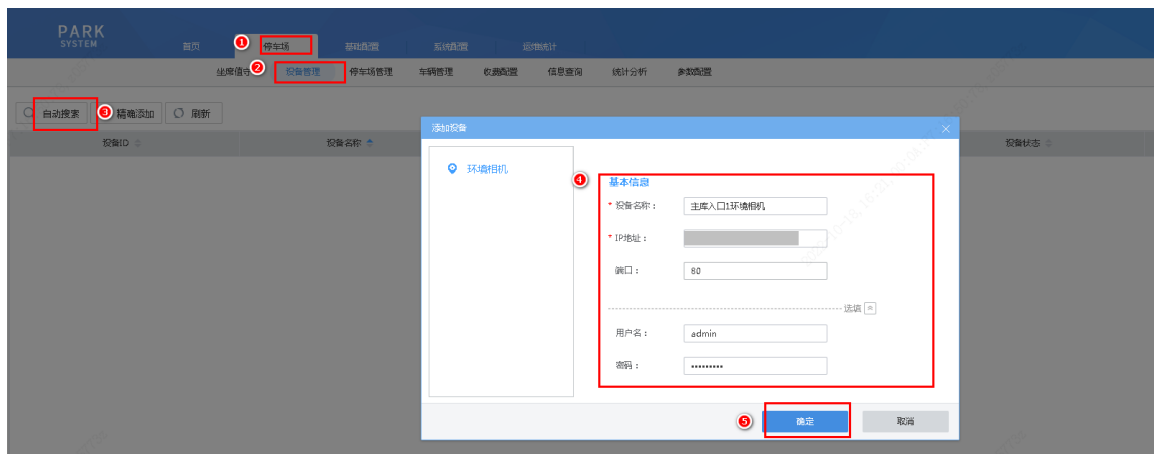 PARK
SYSTEM
首页 1 停车场 基础配置 系统配置 运维统计
坐席值守 2 设备管理 停车场管理 车辆管理 收费配置 信息查询 统计分析 参数配置
自动搜索 3 精确添加 刷新
设备ID 设备名称 设备状态
添加设备
环境相机
4 基本信息
* 设备名称： 主库入口1环境相机
* IP地址：
端口： 80
选填
用户名： admin
密码： •••••••••
5 确定 取消